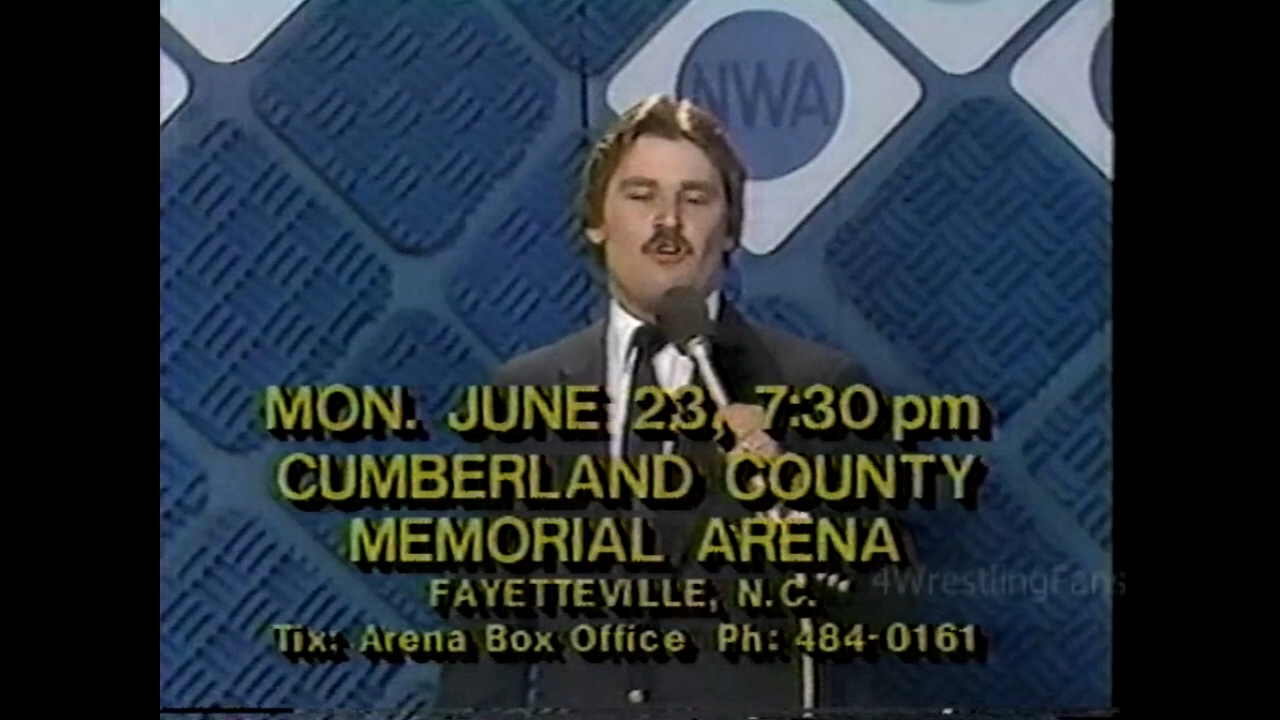 NWA
MON. JUNE 23, 7:30 pm
CUMBERLAND COUNTY
MEMORIAL ARENA
FAYETTEVILLE, N.C.
4WrestlingFans
Tix: Arena Box Office Ph: 484-0161